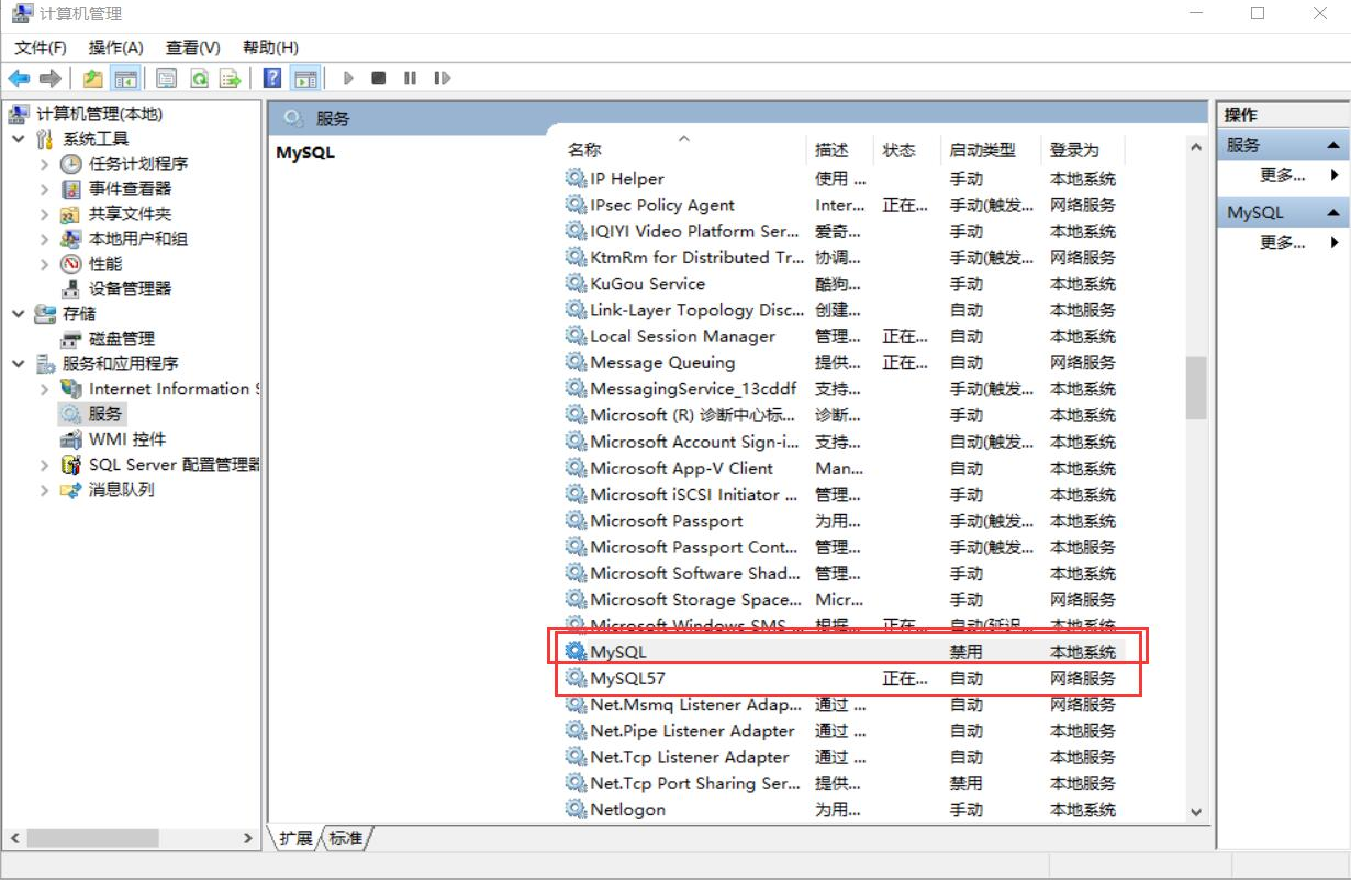 计算机管理
文件(F) 操作(A) 查看(V) 帮助(H)
计算机管理(本地)
系统工具
任务计划程序
事件查看器
共享文件夹
本地用户和组
性能
设备管理器
存储
磁盘管理
服务和应用程序
Internet Information S
服务
WMI 控件
SQL Server 配置管理器
消息队列
服务
MySQL
名称 描述 状态 启动类型 登录为
IP Helper 使用 ... 手动 本地系统
IPsec Policy Agent Inter... 正在... 手动(触发... 网络服务
IQIYI Video Platform Ser... 爱奇... 手动 本地系统
KtmRm for Distributed Tr... 协调... 手动(触发... 网络服务
KuGou Service 酷狗... 手动 本地系统
Link-Layer Topology Disc... 创建... 自动 本地服务
Local Session Manager 管理... 正在... 自动 本地系统
Message Queuing 提供... 正在... 自动 网络服务
MessagingService_13cddf 支持... 手动(触发... 本地系统
Microsoft (R) 诊断中心标... 诊断... 手动 本地系统
Microsoft Account Sign-i... 支持... 自动(触发... 本地系统
Microsoft App-V Client Man... 自动 本地系统
Microsoft iSCSI Initiator ... 管理... 手动 本地系统
Microsoft Passport 为用... 手动(触发... 本地系统
Microsoft Passport Cont... 管理... 手动(触发... 本地服务
Microsoft Software Shad... 管理... 手动 本地系统
Microsoft Storage Space... Micr... 手动 网络服务
Microsoft Windows SMS ... 根据... 正在... 自动(延迟... 本地系统
MySQL 禁用 本地系统
MySQL57 正在... 自动 网络服务
Net.Msmq Listener Adap... 通过 ... 自动 网络服务
Net.Pipe Listener Adapter 通过 ... 自动 本地服务
Net.Tcp Listener Adapter 通过 ... 自动 本地服务
Net.Tcp Port Sharing Ser... 提供... 禁用 本地服务
Netlogon 为用... 手动 本地系统
扩展 标准
操作
服务
更多...
MySQL
更多...